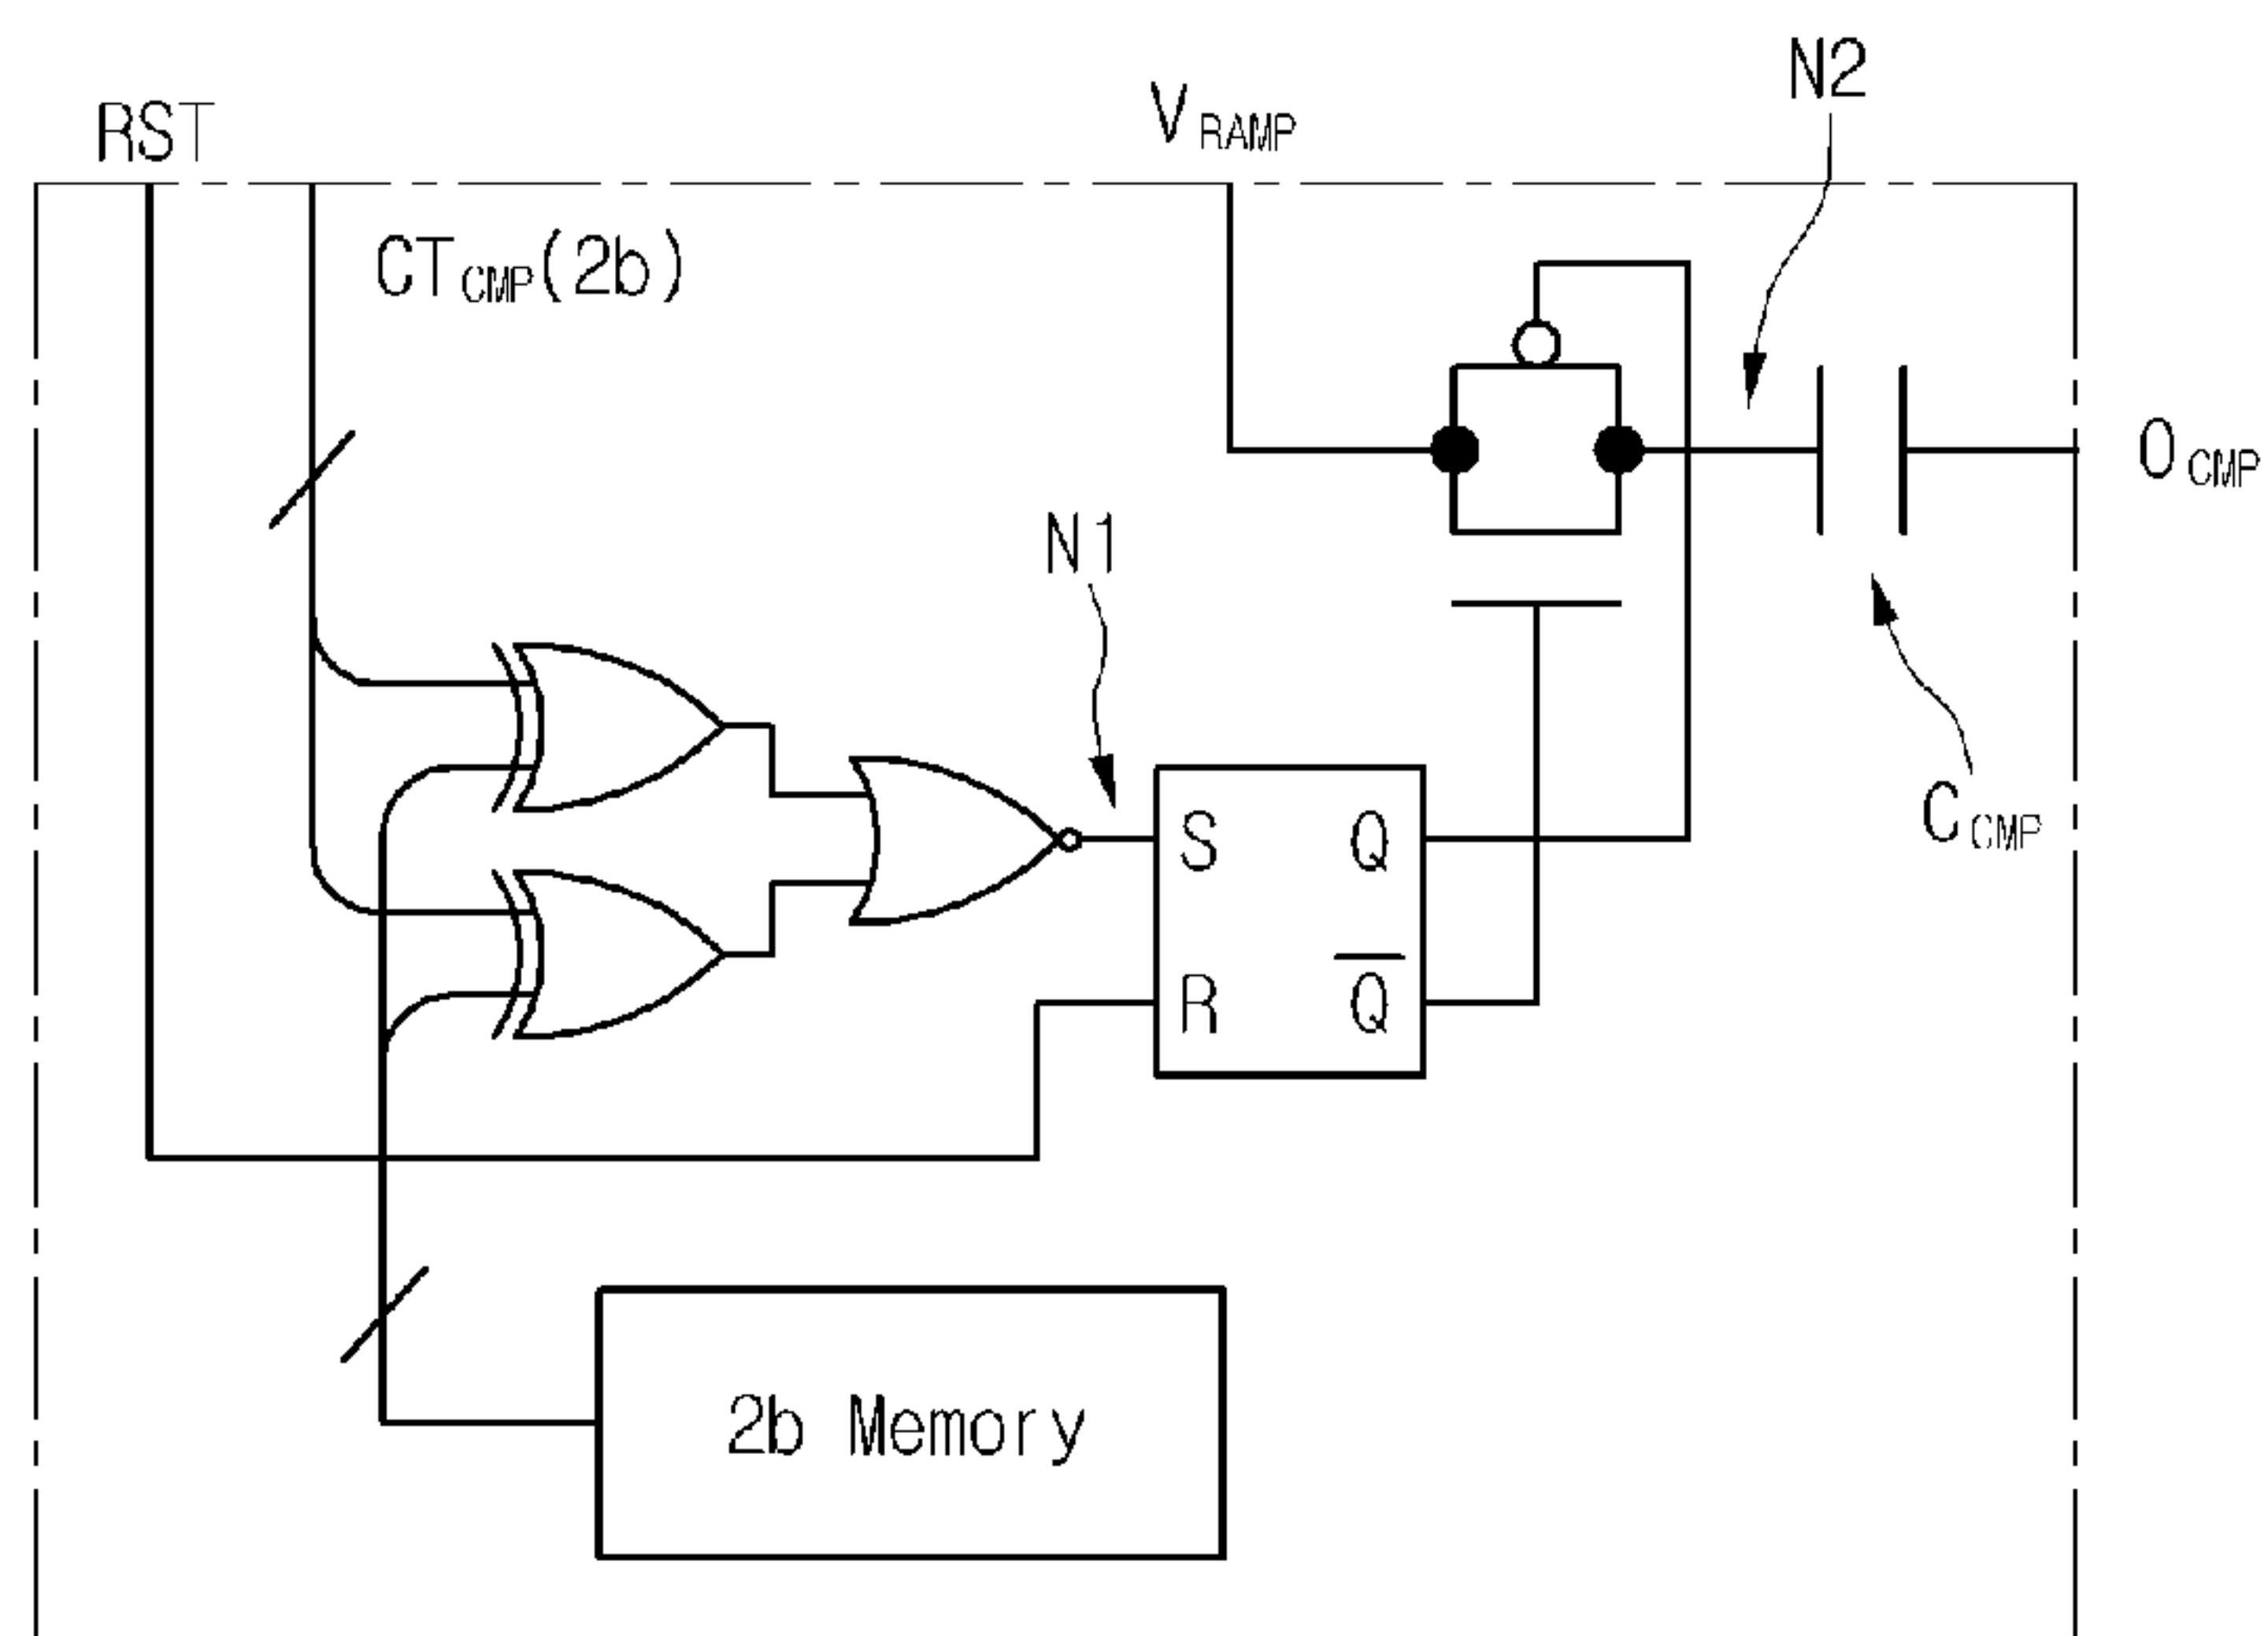 N2
RST
VRAMP
CTCMP(2b)
OCMP
N1
S Q
CCMP
R Q̅
2b Memory